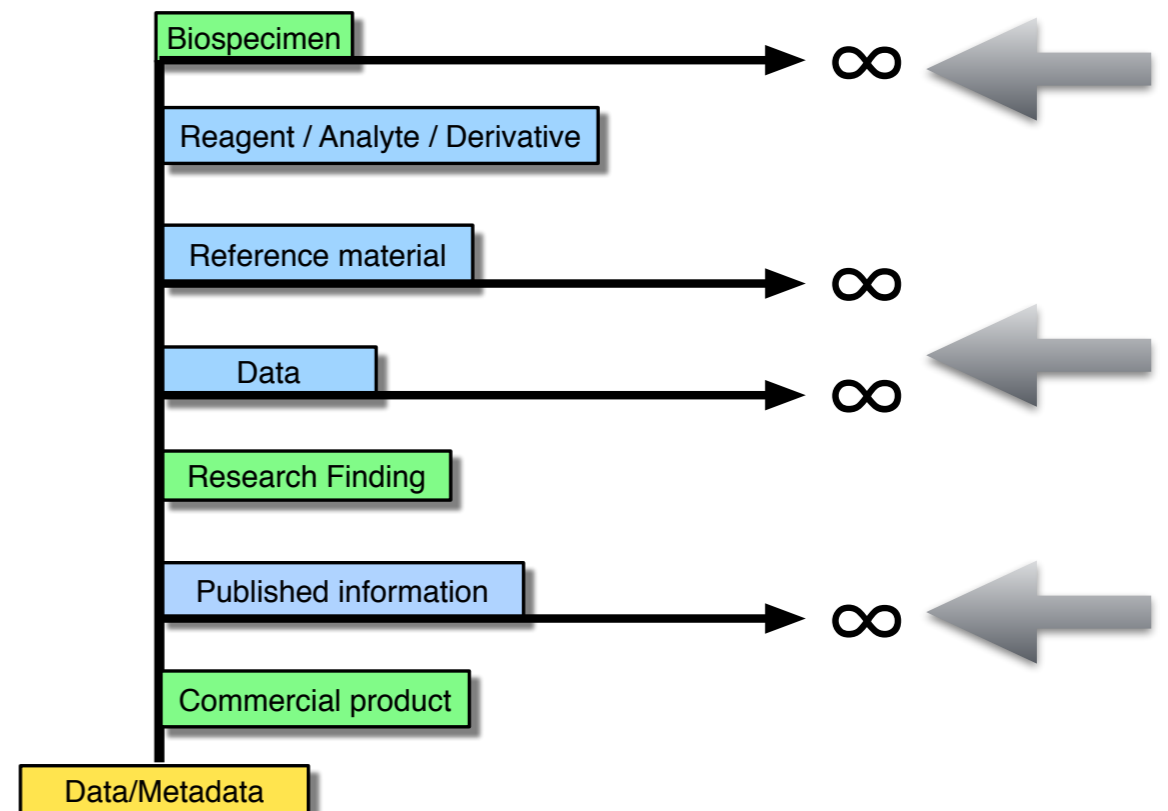 Biospecimen
∞
Reagent / Analyte / Derivative
Reference material
∞
Data
∞
Research Finding
Published information
∞
Commercial product
Data/Metadata